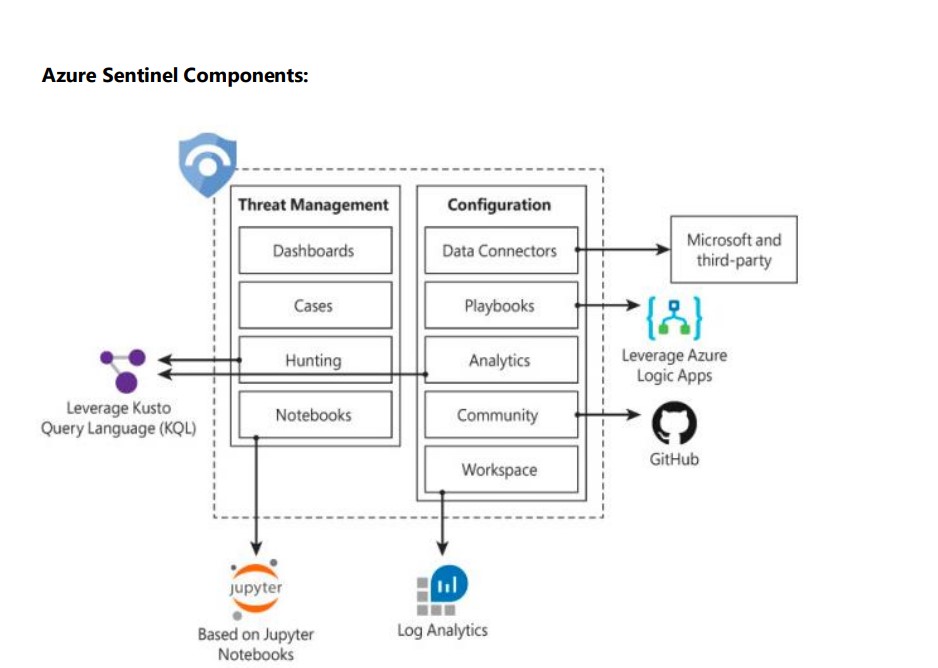 Azure Sentinel Components:
Threat Management
Dashboards
Cases
Hunting
Notebooks
Configuration
Data Connectors
Playbooks
Analytics
Community
Workspace
Microsoft and
third-party
Leverage Azure
Logic Apps
GitHub
Leverage Kusto
Query Language (KQL)
jupyter
Based on Jupyter
Notebooks
Log Analytics